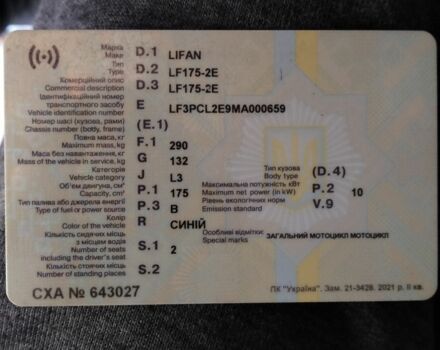 Марка
Make D.1 LIFAN
Тип
Type D.2 LF175-2E
Комерційний опис
Commercial description D.3 LF175-2E
Ідентифікаційний номер
транспортного засобу
Vehicle identification number E LF3PCL2E9MA000659
Номер шасі (кузова, рами)
Chassis number (body, frame) (E.1)
Повна маса, кг
Maximum mass, kg F.1 290
Маса без навантаження, кг
Mass of the vehicle in service, kg G 132
Категорія
Vehicle category J L3
Тип кузова
Body type (D.4)
Об'єм двигуна, см³
Capacity, cm³ P.1 175
Максимальна потужність кВт
Maximum net power (in kW) P.2 10
Тип палива або джерела енергії
Type of fuel or power source P.3 B
Рівень екологічних норм
Emission standard V.9
Колір
Color of the vehicle R СИНІЙ
Кількість сидячих місць
з місцем водія
Number of seats
including the driver's seat S.1 2
Особливі відмітки:
Special marks ЗАГАЛЬНИЙ МОТОЦИКЛ МОТОЦИКЛ
Кількість стоячих місць
Number of standing places S.2
СХА № 643027
ПК "Україна". Зам. 21-3428. 2021 р. ІІ кв.